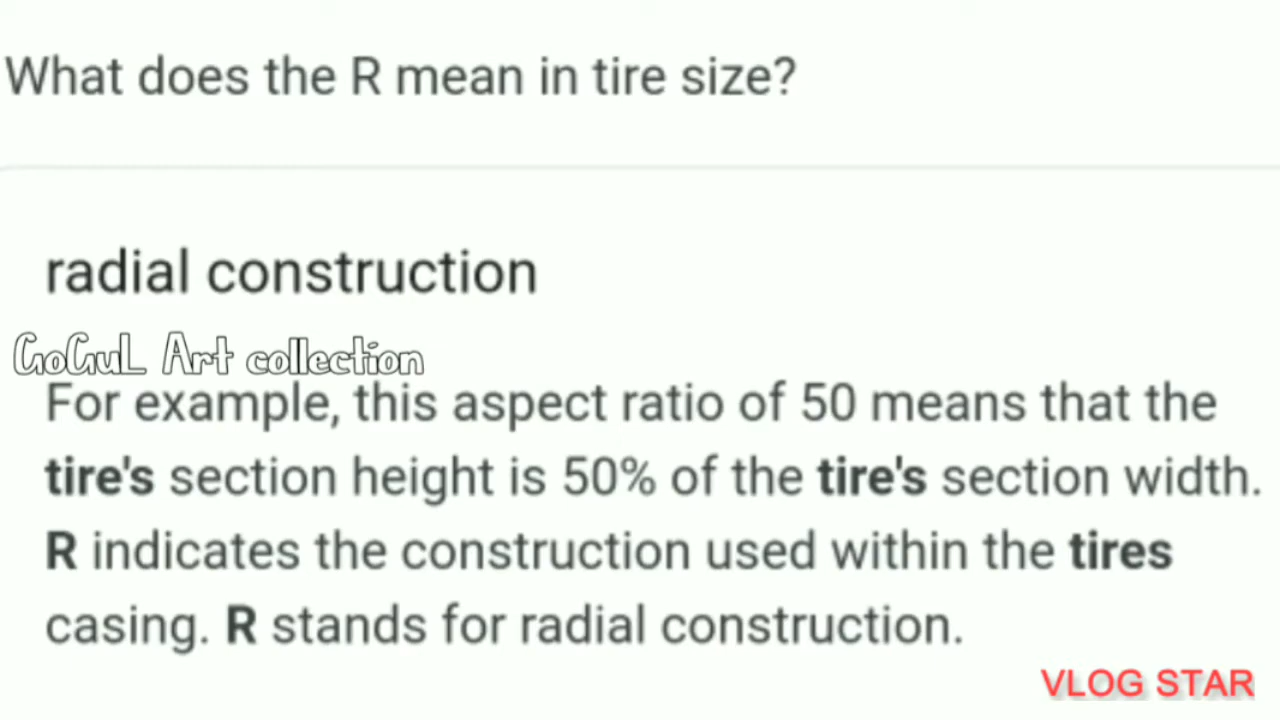 What does the R mean in tire size?
radial construction
GoGuL Art collection
For example, this aspect ratio of 50 means that the
tire's section height is 50% of the tire's section width.
R indicates the construction used within the tires
casing. R stands for radial construction.
VLOG STAR